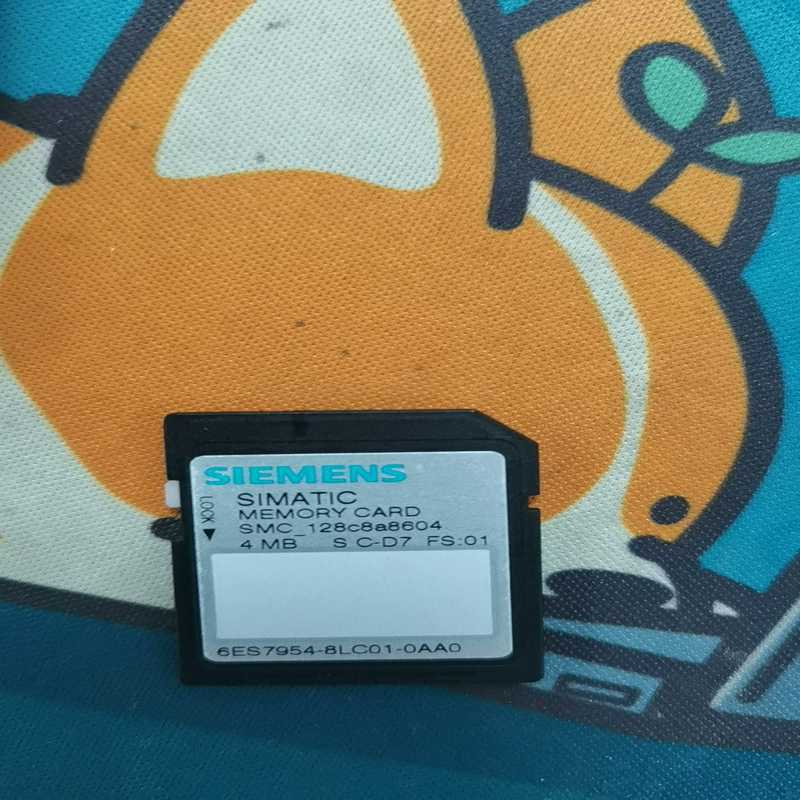 SIEMENS
SIMATIC
MEMORY CARD
SMC_128c8a8604
4 MB S C-D7 FS:01
LOCK
6ES7954-8LC01-0AA0